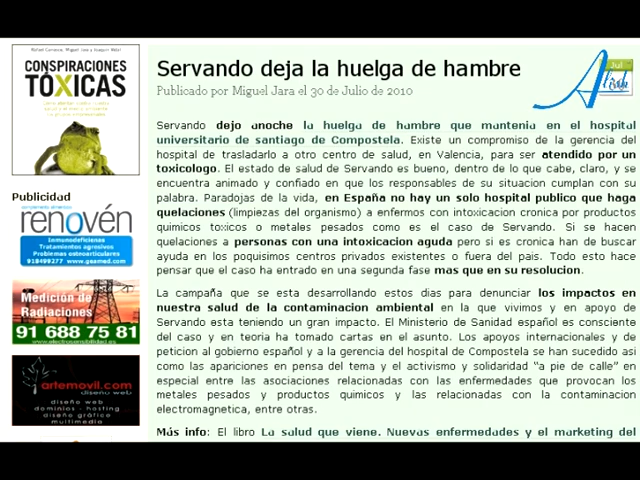 Rafael Carrasco, Miguel Jara y Joaquín Vidal
CONSPIRACIONES
TÓXICAS
Publicidad
complemento alimenticio
renovén
Inmunodeficiencias
Tratamientos agresivos
Problemas osteoarticulares
918499277 www.geamed.com
Medición de
Radiaciones
91 688 75 81
www.electrosensibilidad.es
artemovil.com
diseño web
diseño web
dominios - hosting
diseño gráfico
multimedia
Servando deja la huelga de hambre
Publicado por Miguel Jara el 30 de Julio de 2010
Jul
Servando dejo anoche la huelga de hambre que mantenia en el hospital
universitario de santiago de Compostela. Existe un compromiso de la gerencia del
hospital de trasladarlo a otro centro de salud, en Valencia, para ser atendido por un
toxicologo. El estado de salud de Servando es bueno, dentro de lo que cabe, claro, y se
encuentra animado y confiado en que los responsables de su situacion cumplan con su
palabra. Paradojas de la vida, en España no hay un solo hospital publico que haga
quelaciones (limpiezas del organismo) a enfermos con intoxicacion cronica por productos
quimicos toxicos o metales pesados como es el caso de Servando. Si se hacen
quelaciones a personas con una intoxicacion aguda pero si es cronica han de buscar
ayuda en los poquisimos centros privados existentes o fuera del pais. Todo esto hace
pensar que el caso ha entrado en una segunda fase mas que en su resolucion.
La campaña que se esta desarrollando estos dias para denunciar los impactos en
nuestra salud de la contaminacion ambiental en la que vivimos y en apoyo de
Servando esta teniendo un gran impacto. El Ministerio de Sanidad español es consciente
del caso y en teoria ha tomado cartas en el asunto. Los apoyos internacionales y de
peticion al gobierno español y a la gerencia del hospital de Compostela se han sucedido asi
como las apariciones en pensa del tema y el activismo y solidaridad "a pie de calle" en
especial entre las asociaciones relacionadas con las enfermedades que provocan los
metales pesados y productos quimicos y las relacionadas con la contaminacion
electromagnetica, entre otras.
Más info: El libro La salud que viene. Nuevas enfermedades y el marketing del